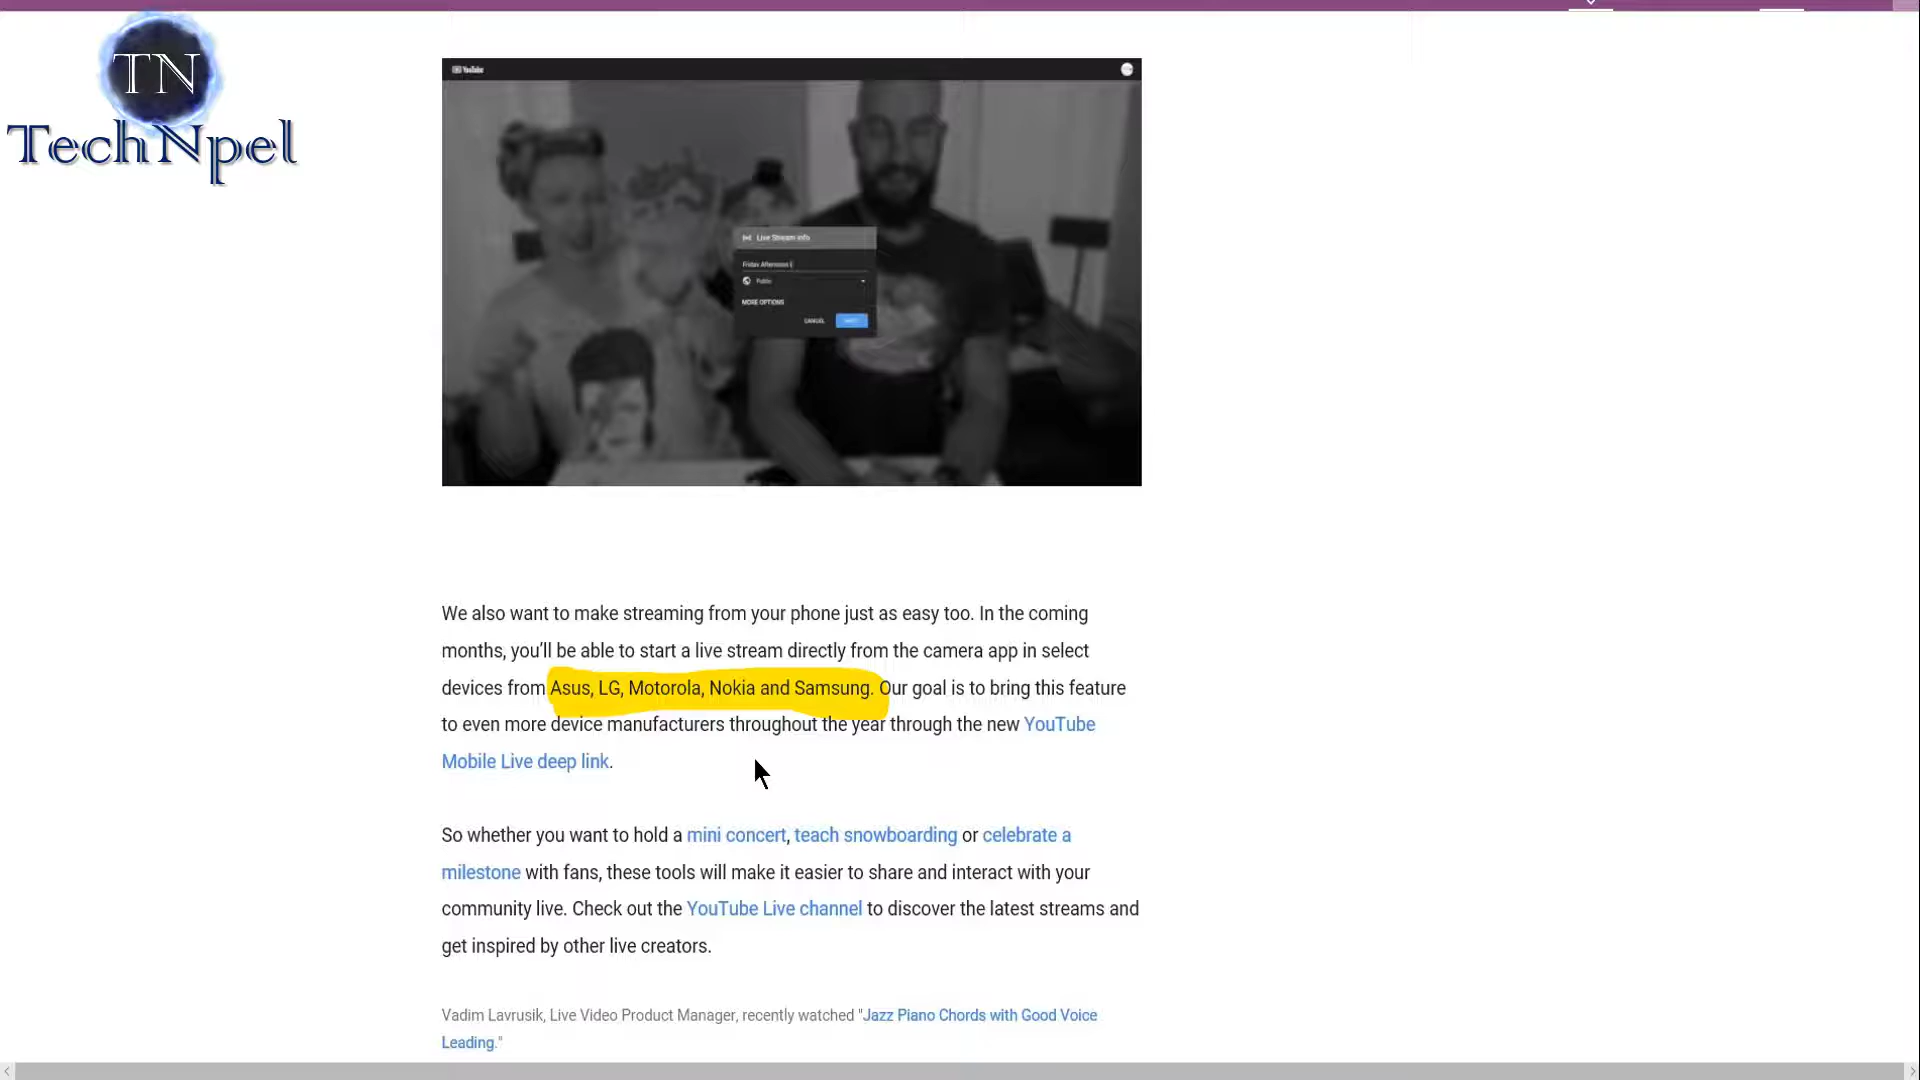 TN
TechNpel
YouTube
Live Stream info
Friday Afternoon
Public
MORE OPTIONS
CANCEL
We also want to make streaming from your phone just as easy too. In the coming
months, you’ll be able to start a live stream directly from the camera app in select
devices from Asus, LG, Motorola, Nokia and Samsung. Our goal is to bring this feature
to even more device manufacturers throughout the year through the new YouTube
Mobile Live deep link.
So whether you want to hold a mini concert, teach snowboarding or celebrate a
milestone with fans, these tools will make it easier to share and interact with your
community live. Check out the YouTube Live channel to discover the latest streams and
get inspired by other live creators.
Vadim Lavrusik, Live Video Product Manager, recently watched "Jazz Piano Chords with Good Voice
Leading."